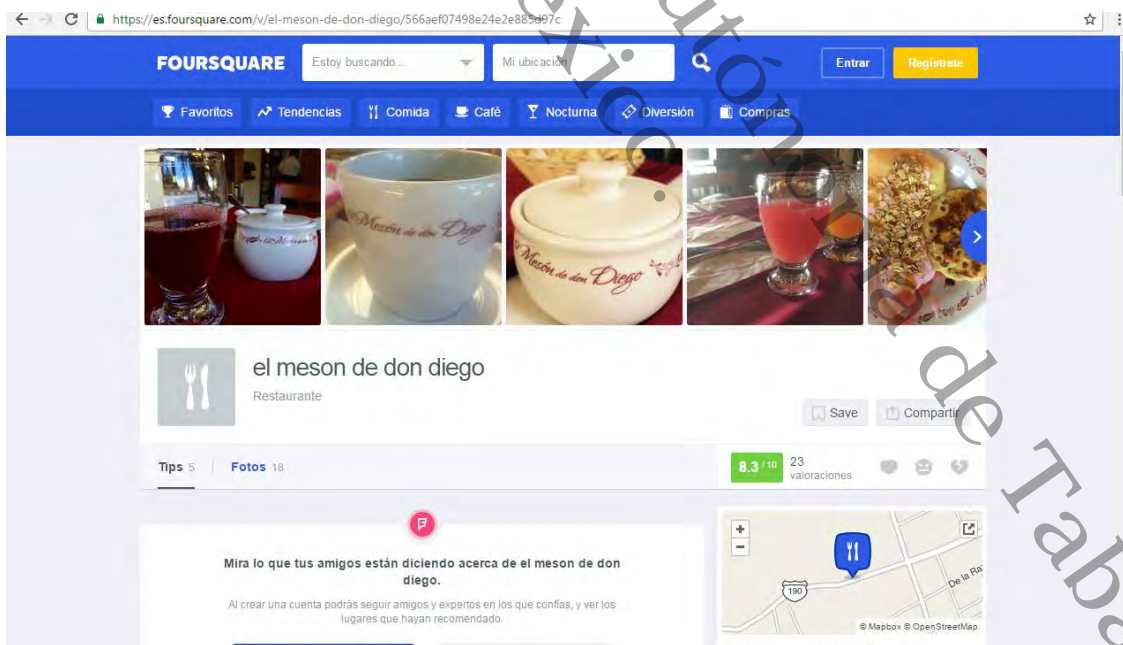 https://es.foursquare.com/v/el-meson-de-don-diego/566aef07498e24e2e885d97c
FOURSQUARE Estoy buscando... Mi ubicación Entrar Regístrate
Favoritos Tendencias Comida Café Nocturna Diversión Compras
Mesón de don Diego
Mesón de don Diego
el meson de don diego
Restaurante
Save Compartir
Tips 5 Fotos 18 8.3 /10 23
valoraciones
Mira lo que tus amigos están diciendo acerca de el meson de don
diego.
Al crear una cuenta podrás seguir amigos y expertos en los que confías, y ver los
lugares que hayan recomendado.
+
-
190
De la Ra
© Mapbox © OpenStreetMap
utónoma de Taba
éxico.